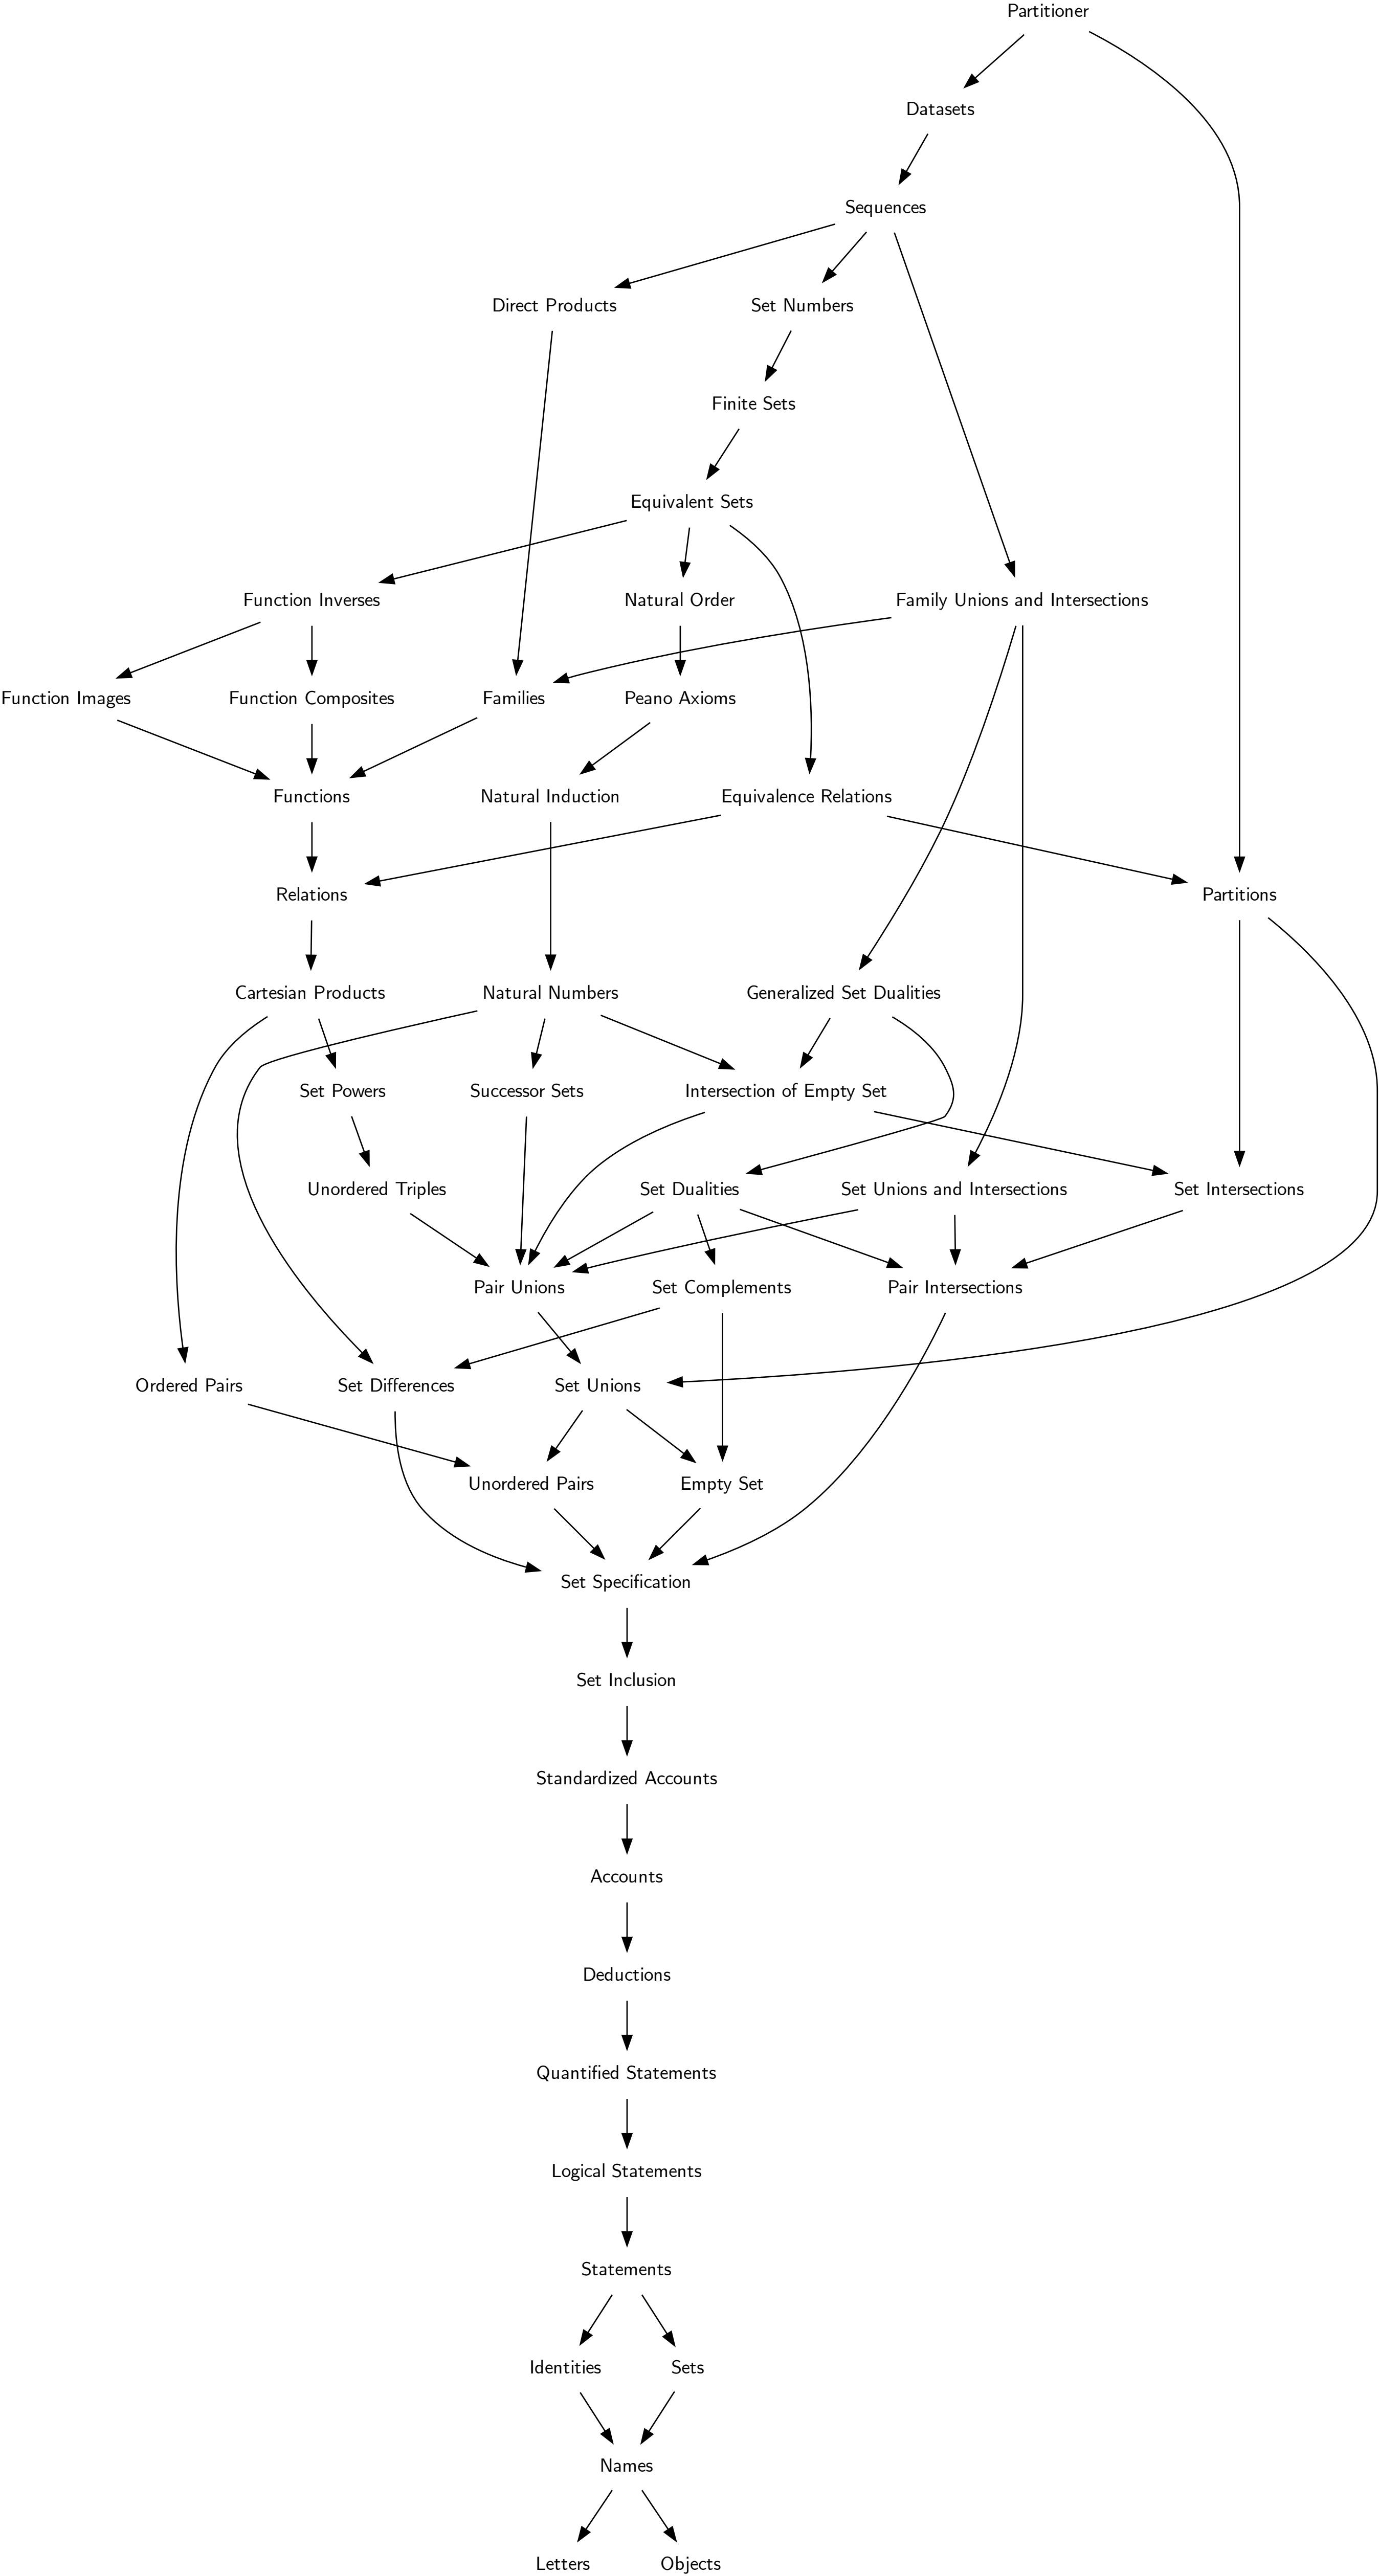 Partitioner
Datasets
Sequences
Direct Products
Set Numbers
Finite Sets
Equivalent Sets
Function Inverses
Natural Order
Family Unions and Intersections
Function Images
Function Composites
Families
Peano Axioms
Functions
Natural Induction
Equivalence Relations
Relations
Partitions
Cartesian Products
Natural Numbers
Generalized Set Dualities
Set Powers
Successor Sets
Intersection of Empty Set
Unordered Triples
Set Dualities
Set Unions and Intersections
Set Intersections
Pair Unions
Set Complements
Pair Intersections
Ordered Pairs
Set Differences
Set Unions
Unordered Pairs
Empty Set
Set Specification
Set Inclusion
Standardized Accounts
Accounts
Deductions
Quantified Statements
Logical Statements
Statements
Identities
Sets
Names
Letters
Objects